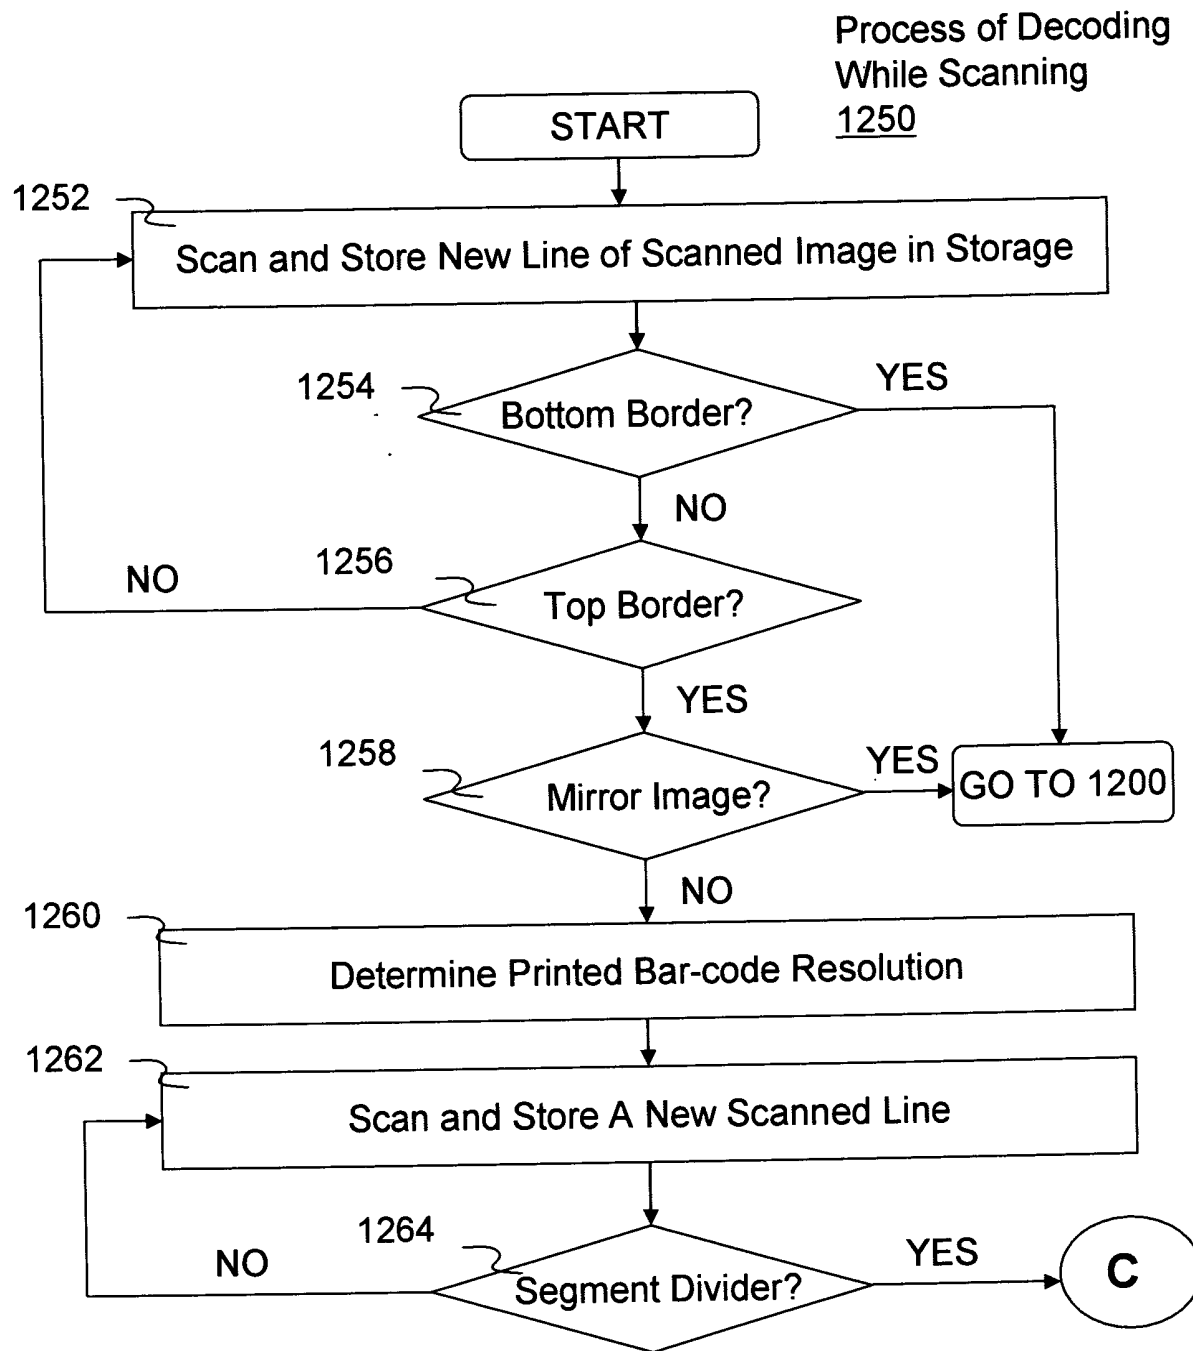 Process of Decoding
While Scanning
1250
START
1252
Scan and Store New Line of Scanned Image in Storage
1254
Bottom Border?
YES
NO
1256
Top Border?
NO
YES
1258
Mirror Image?
YES
GO TO 1200
NO
1260
Determine Printed Bar-code Resolution
1262
Scan and Store A New Scanned Line
1264
Segment Divider?
NO
YES
C